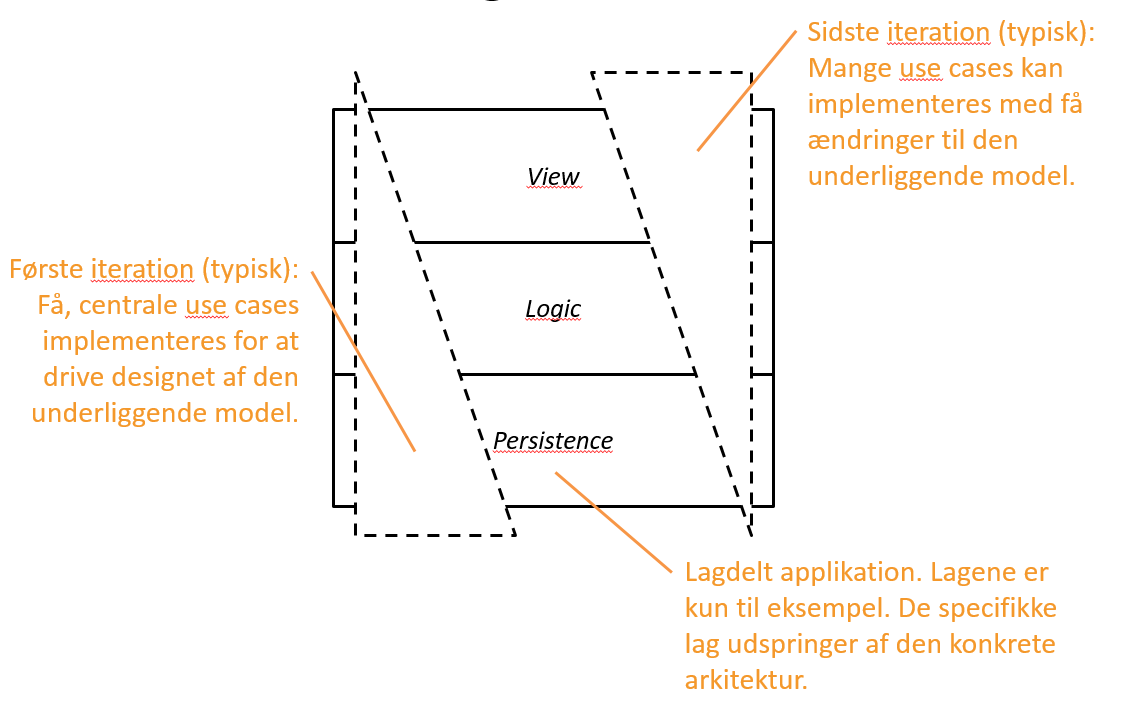 Sidste iteration (typisk):
Mange use cases kan
implementeres med få
ændringer til den
underliggende model.
View
Første iteration (typisk):
Få, centrale use cases
implementeres for at
drive designet af den
underliggende model.
Logic
Persistence
Lagdelt applikation. Lagene er
kun til eksempel. De specifikke
lag udspringer af den konkrete
arkitektur.